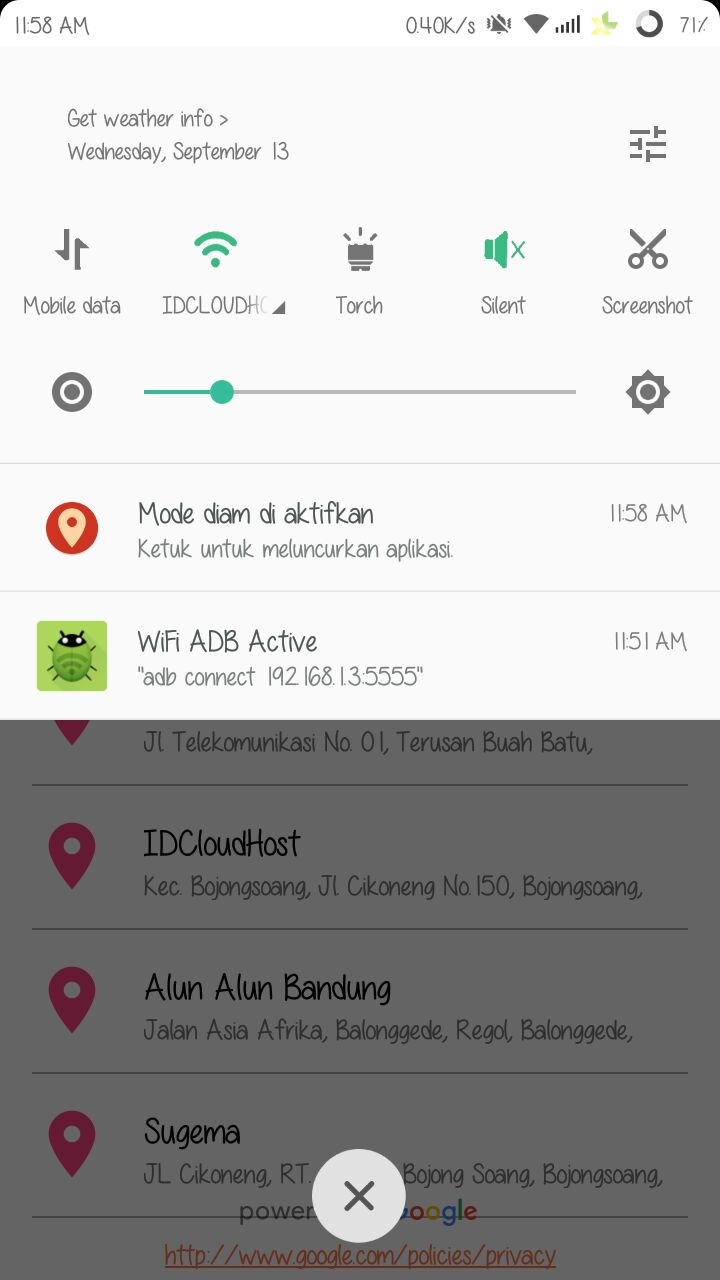 11:58 AM
0.40K/s
71%
Get weather info >
Wednesday, September 13
Mobile data
IDCLOUDHO
Torch
Silent
Screenshot
Mode diam di aktifkan
11:58 AM
Ketuk untuk meluncurkan aplikasi.
WiFi ADB Active
11:51 AM
"adb connect 192.168.1.3:5555"
Jl. Telekomunikasi No. 01, Terusan Buah Batu,
IDCloudHost
Kec. Bojongsoang, Jl. Cikoneng No.150, Bojongsoang,
Alun Alun Bandung
Jalan Asia Afrika, Balonggede, Regol, Balonggede,
Sugema
JL. Cikoneng, RT. Bojong Soang, Bojongsoang,
power oogle
http://www.google.com/policies/privacy